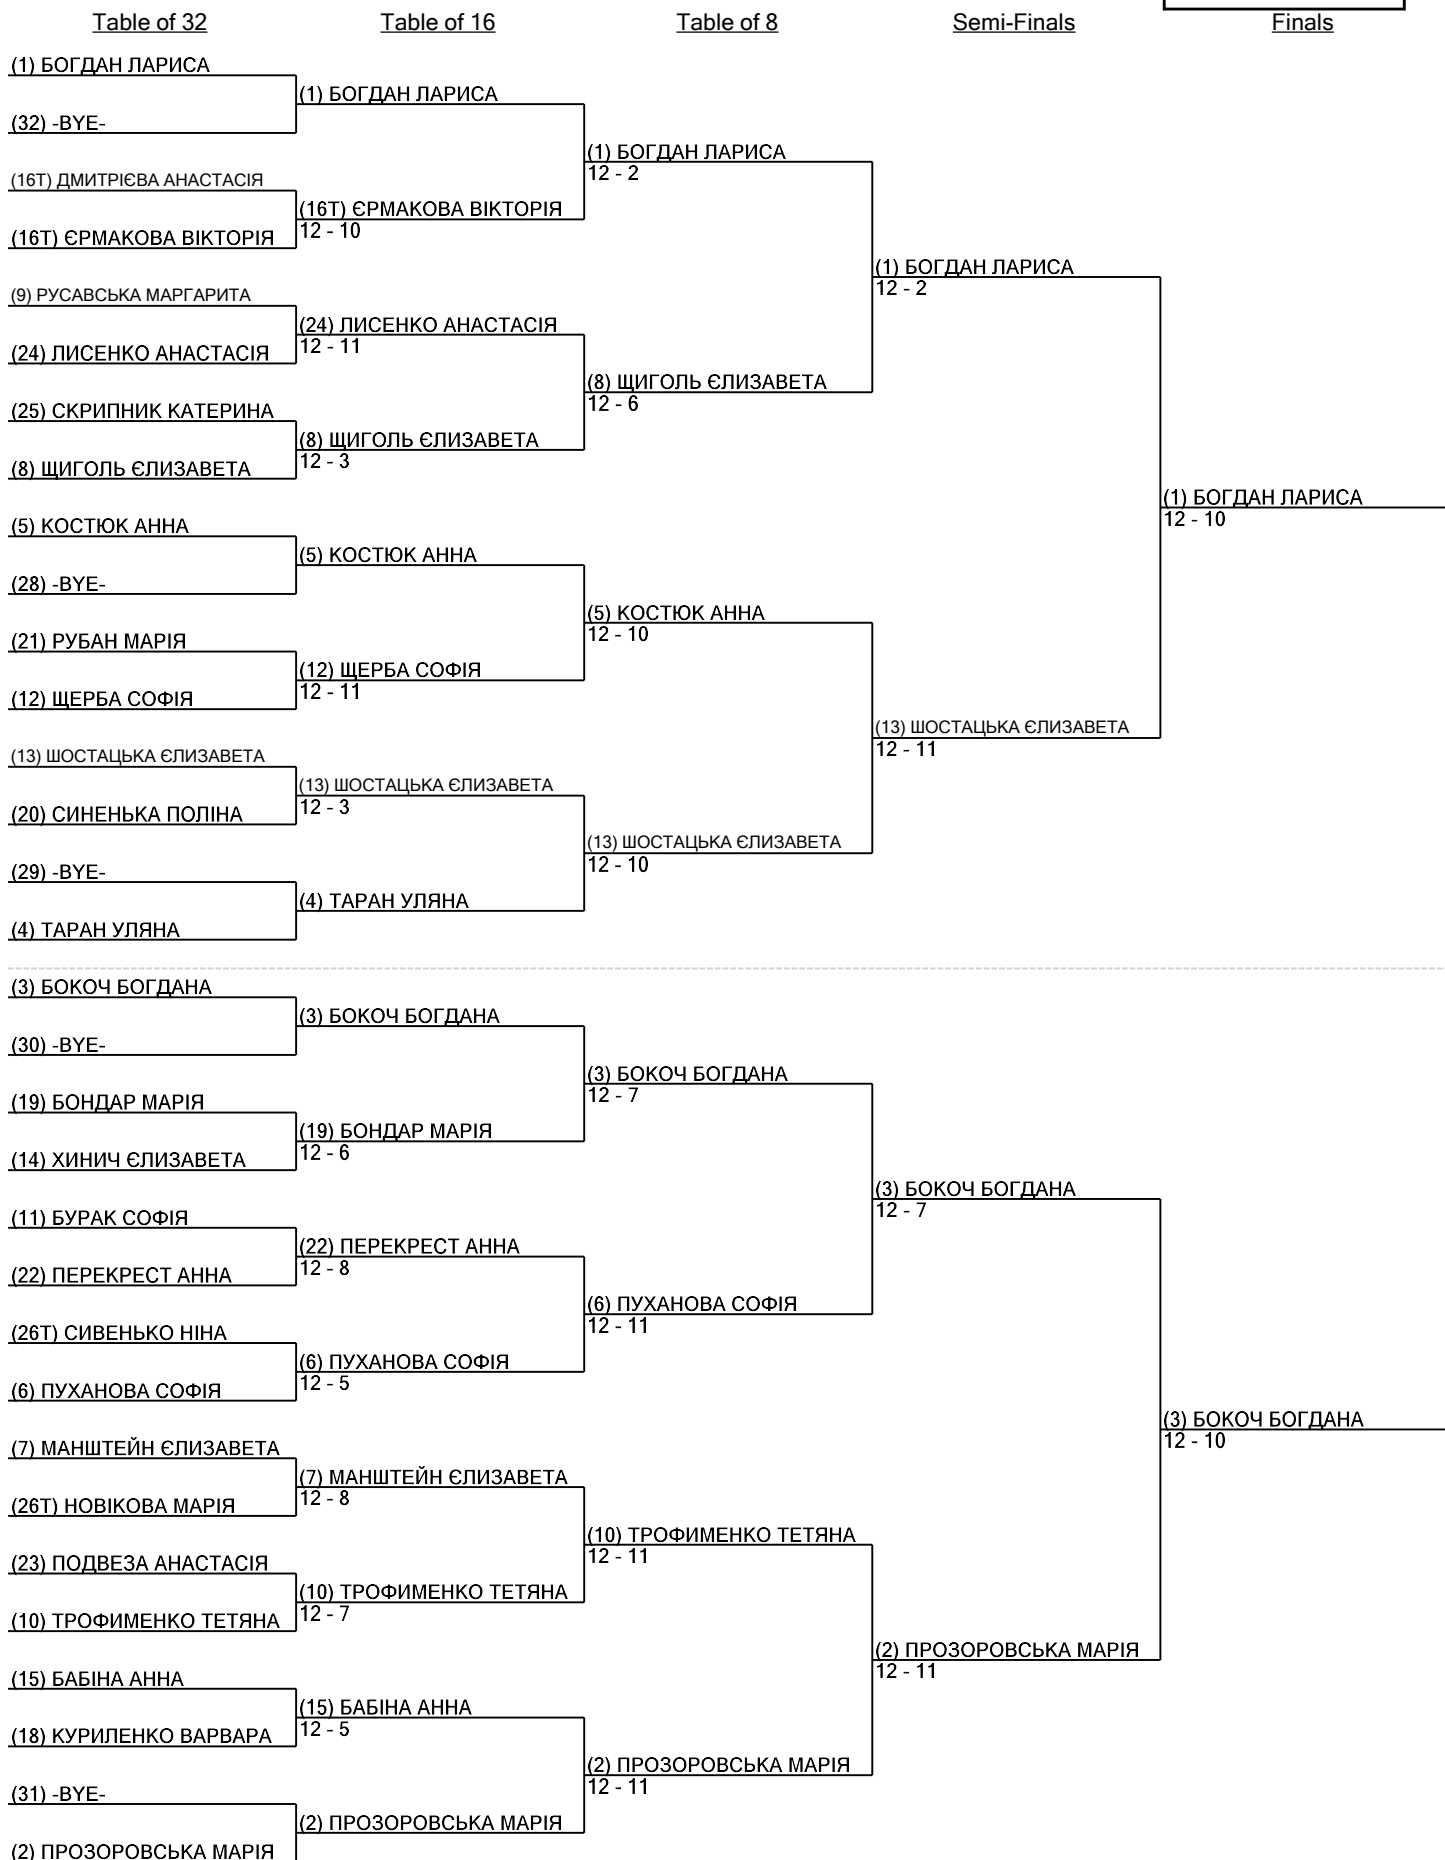 Table of 32
Table of 16
Table of 8
Semi-Finals
Finals
(1) БОГДАН ЛАРИСА
(32) -BYE-
(16T) ДМИТРІЄВА АНАСТАСІЯ
(16T) ЄРМАКОВА ВІКТОРІЯ
(9) РУСАВСЬКА МАРГАРИТА
(24) ЛИСЕНКО АНАСТАСІЯ
(25) СКРИПНИК КАТЕРИНА
(8) ЩИГОЛЬ ЄЛИЗАВЕТА
(5) КОСТЮК АННА
(28) -BYE-
(21) РУБАН МАРІЯ
(12) ЩЕРБА СОФІЯ
(13) ШОСТАЦЬКА ЄЛИЗАВЕТА
(20) СИНЕНЬКА ПОЛІНА
(29) -BYE-
(4) ТАРАН УЛЯНА
(3) БОКОЧ БОГДАНА
(30) -BYE-
(19) БОНДАР МАРІЯ
(14) ХИНИЧ ЄЛИЗАВЕТА
(11) БУРАК СОФІЯ
(22) ПЕРЕКРЕСТ АННА
(26T) СИВЕНЬКО НІНА
(6) ПУХАНОВА СОФІЯ
(7) МАНШТЕЙН ЄЛИЗАВЕТА
(26T) НОВІКОВА МАРІЯ
(23) ПОДВЕЗА АНАСТАСІЯ
(10) ТРОФИМЕНКО ТЕТЯНА
(15) БАБІНА АННА
(18) КУРИЛЕНКО ВАРВАРА
(31) -BYE-
(2) ПРОЗОРОВСЬКА МАРІЯ
(1) БОГДАН ЛАРИСА
(16T) ЄРМАКОВА ВІКТОРІЯ
12 - 10
(24) ЛИСЕНКО АНАСТАСІЯ
12 - 11
(8) ЩИГОЛЬ ЄЛИЗАВЕТА
12 - 3
(5) КОСТЮК АННА
(12) ЩЕРБА СОФІЯ
12 - 11
(13) ШОСТАЦЬКА ЄЛИЗАВЕТА
12 - 3
(4) ТАРАН УЛЯНА
(3) БОКОЧ БОГДАНА
(19) БОНДАР МАРІЯ
12 - 6
(22) ПЕРЕКРЕСТ АННА
12 - 8
(6) ПУХАНОВА СОФІЯ
12 - 5
(7) МАНШТЕЙН ЄЛИЗАВЕТА
12 - 8
(10) ТРОФИМЕНКО ТЕТЯНА
12 - 7
(15) БАБІНА АННА
12 - 5
(2) ПРОЗОРОВСЬКА МАРІЯ
(1) БОГДАН ЛАРИСА
12 - 2
(8) ЩИГОЛЬ ЄЛИЗАВЕТА
12 - 6
(5) КОСТЮК АННА
12 - 10
(13) ШОСТАЦЬКА ЄЛИЗАВЕТА
12 - 10
(3) БОКОЧ БОГДАНА
12 - 7
(6) ПУХАНОВА СОФІЯ
12 - 11
(10) ТРОФИМЕНКО ТЕТЯНА
12 - 11
(2) ПРОЗОРОВСЬКА МАРІЯ
12 - 11
(1) БОГДАН ЛАРИСА
12 - 2
(13) ШОСТАЦЬКА ЄЛИЗАВЕТА
12 - 11
(3) БОКОЧ БОГДАНА
12 - 7
(2) ПРОЗОРОВСЬКА МАРІЯ
12 - 11
(1) БОГДАН ЛАРИСА
12 - 10
(3) БОКОЧ БОГДАНА
12 - 10